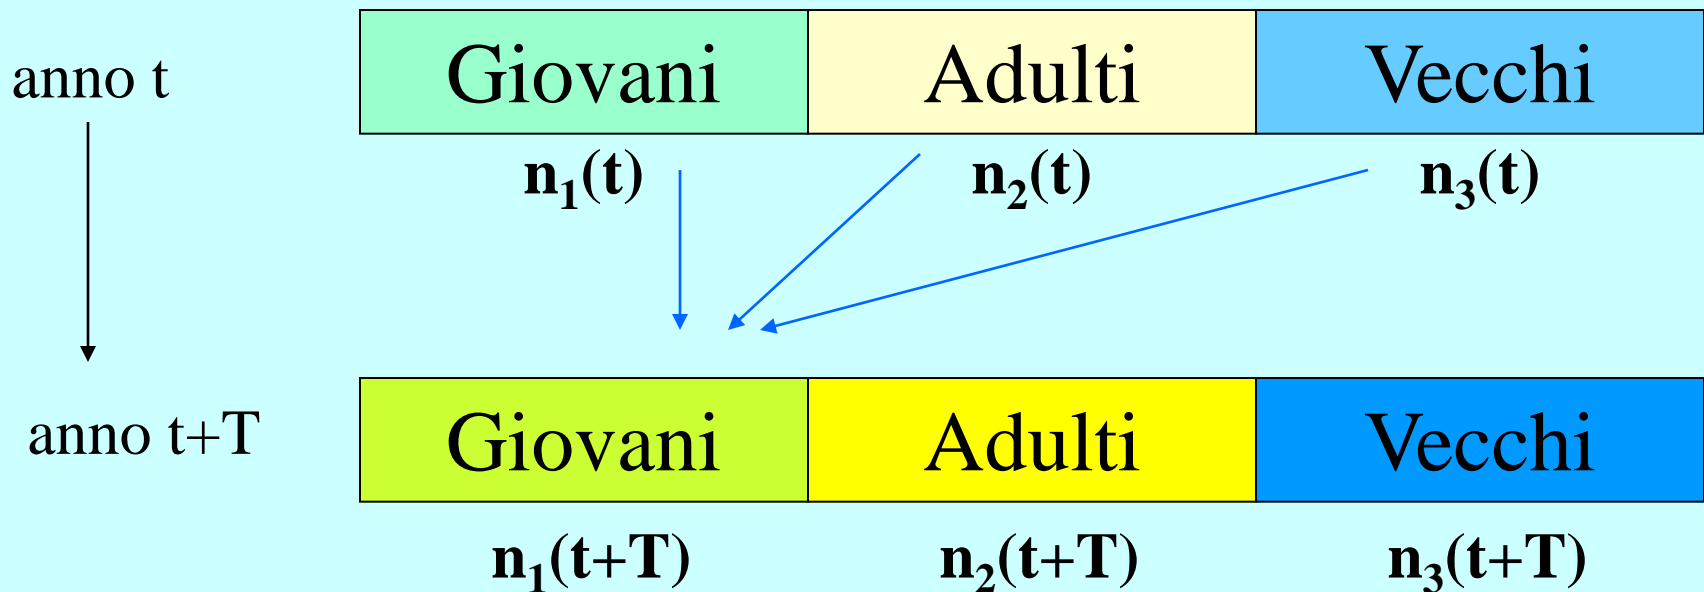 anno t Giovani Adulti Vecchi
n₁(t) n₂(t) n₃(t)
anno t+T Giovani Adulti Vecchi
n₁(t+T) n₂(t+T) n₃(t+T)